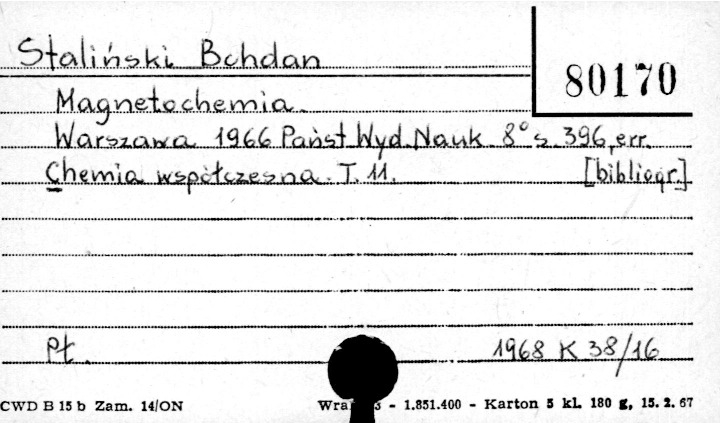 Staliński Bohdan
80170
Magnetochemia.
Warszawa 1966 Państ. Wyd. Nauk. 8° s. 396, err.
Chemia współczesna. T. 11. [bibliogr.]
Pł. 1968 K 38/16
CWD B 15 b Zam. 14/ON - 1.851.400 - Karton 5 kl. 180 g, 15. 2. 67